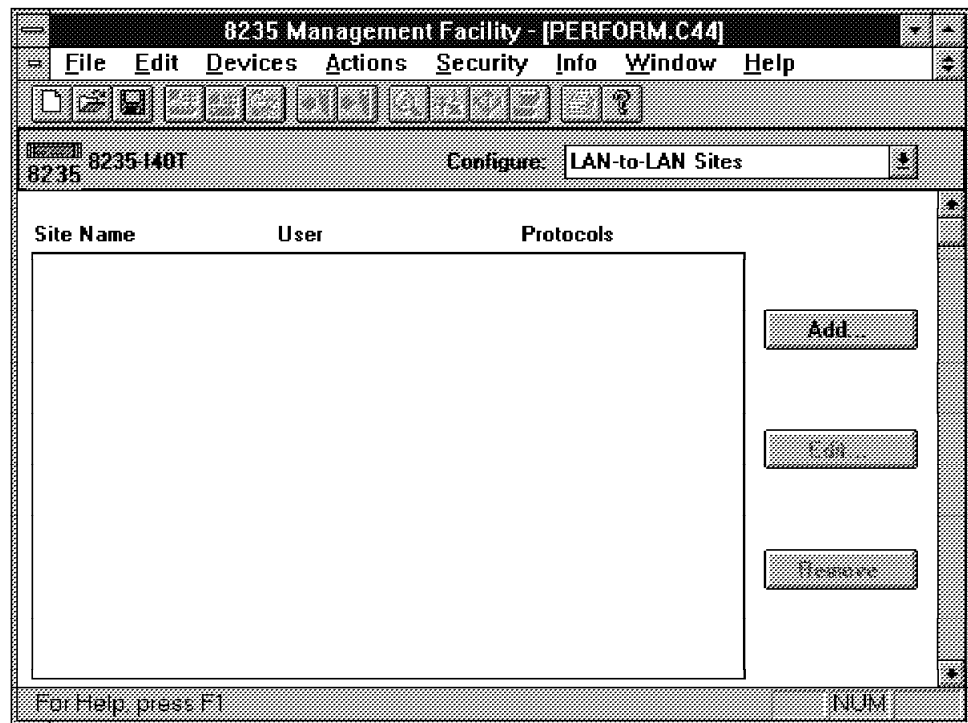 8235 Management Facility - [PERFORM.C44]
File Edit Devices Actions Security Info Window Help
8235 8235-I40T Configure: LAN-to-LAN Sites
Site Name User Protocols
Add...
Edit...
Remove
For Help, press F1 NUM